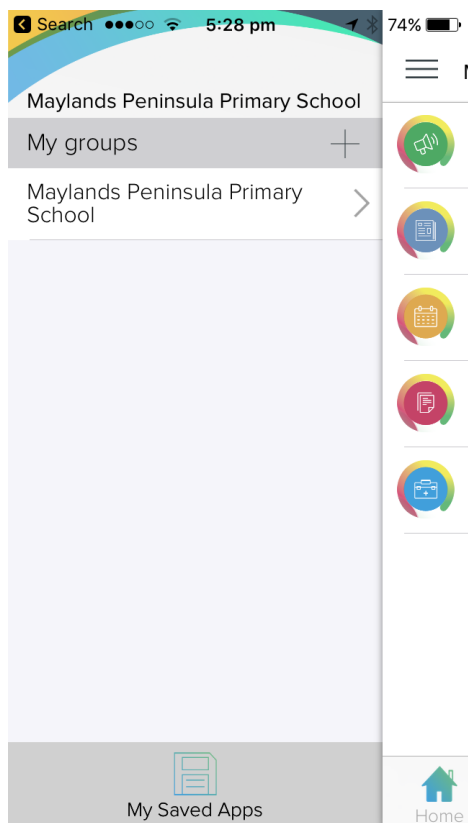 Search 5:28 pm 74%
Maylands Peninsula Primary School
My groups
Maylands Peninsula Primary
School
My Saved Apps
Home